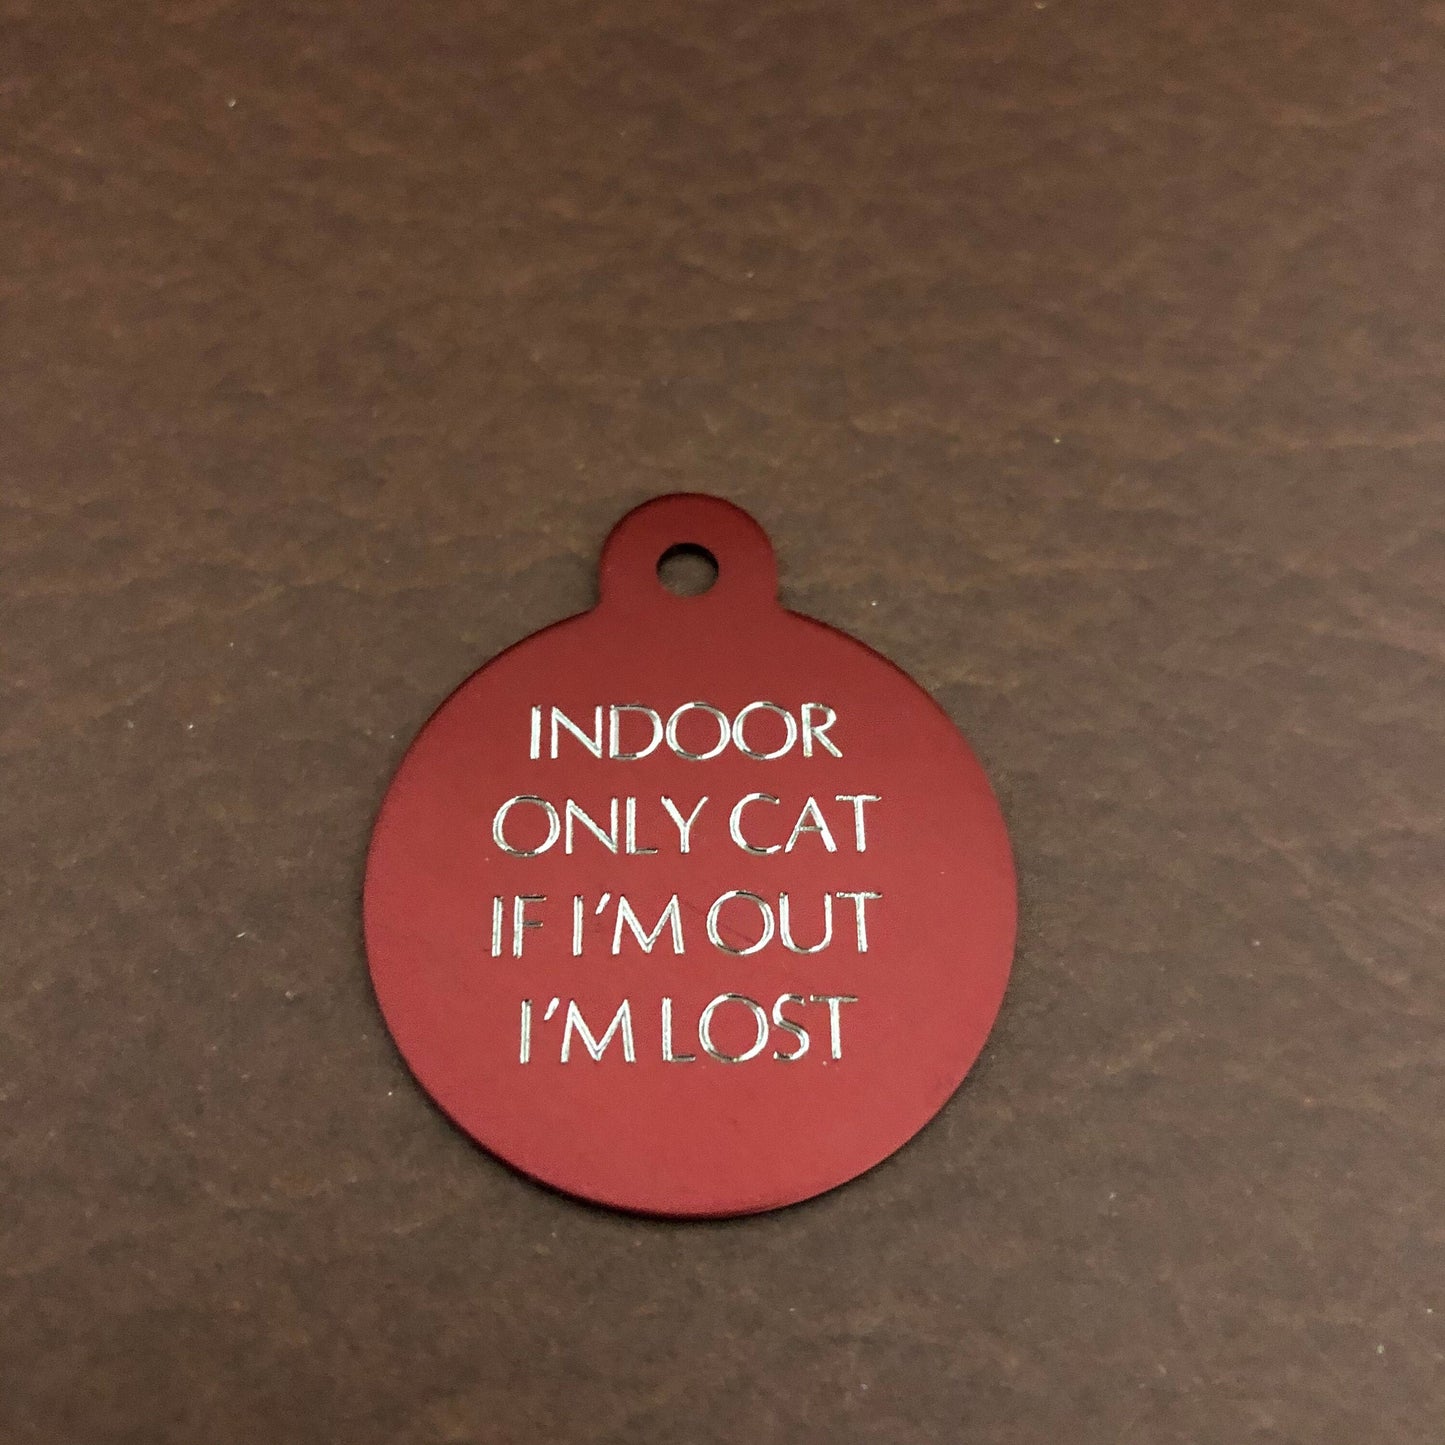 INDOOR
ONLY CAT
IF I'M OUT
I'M LOST